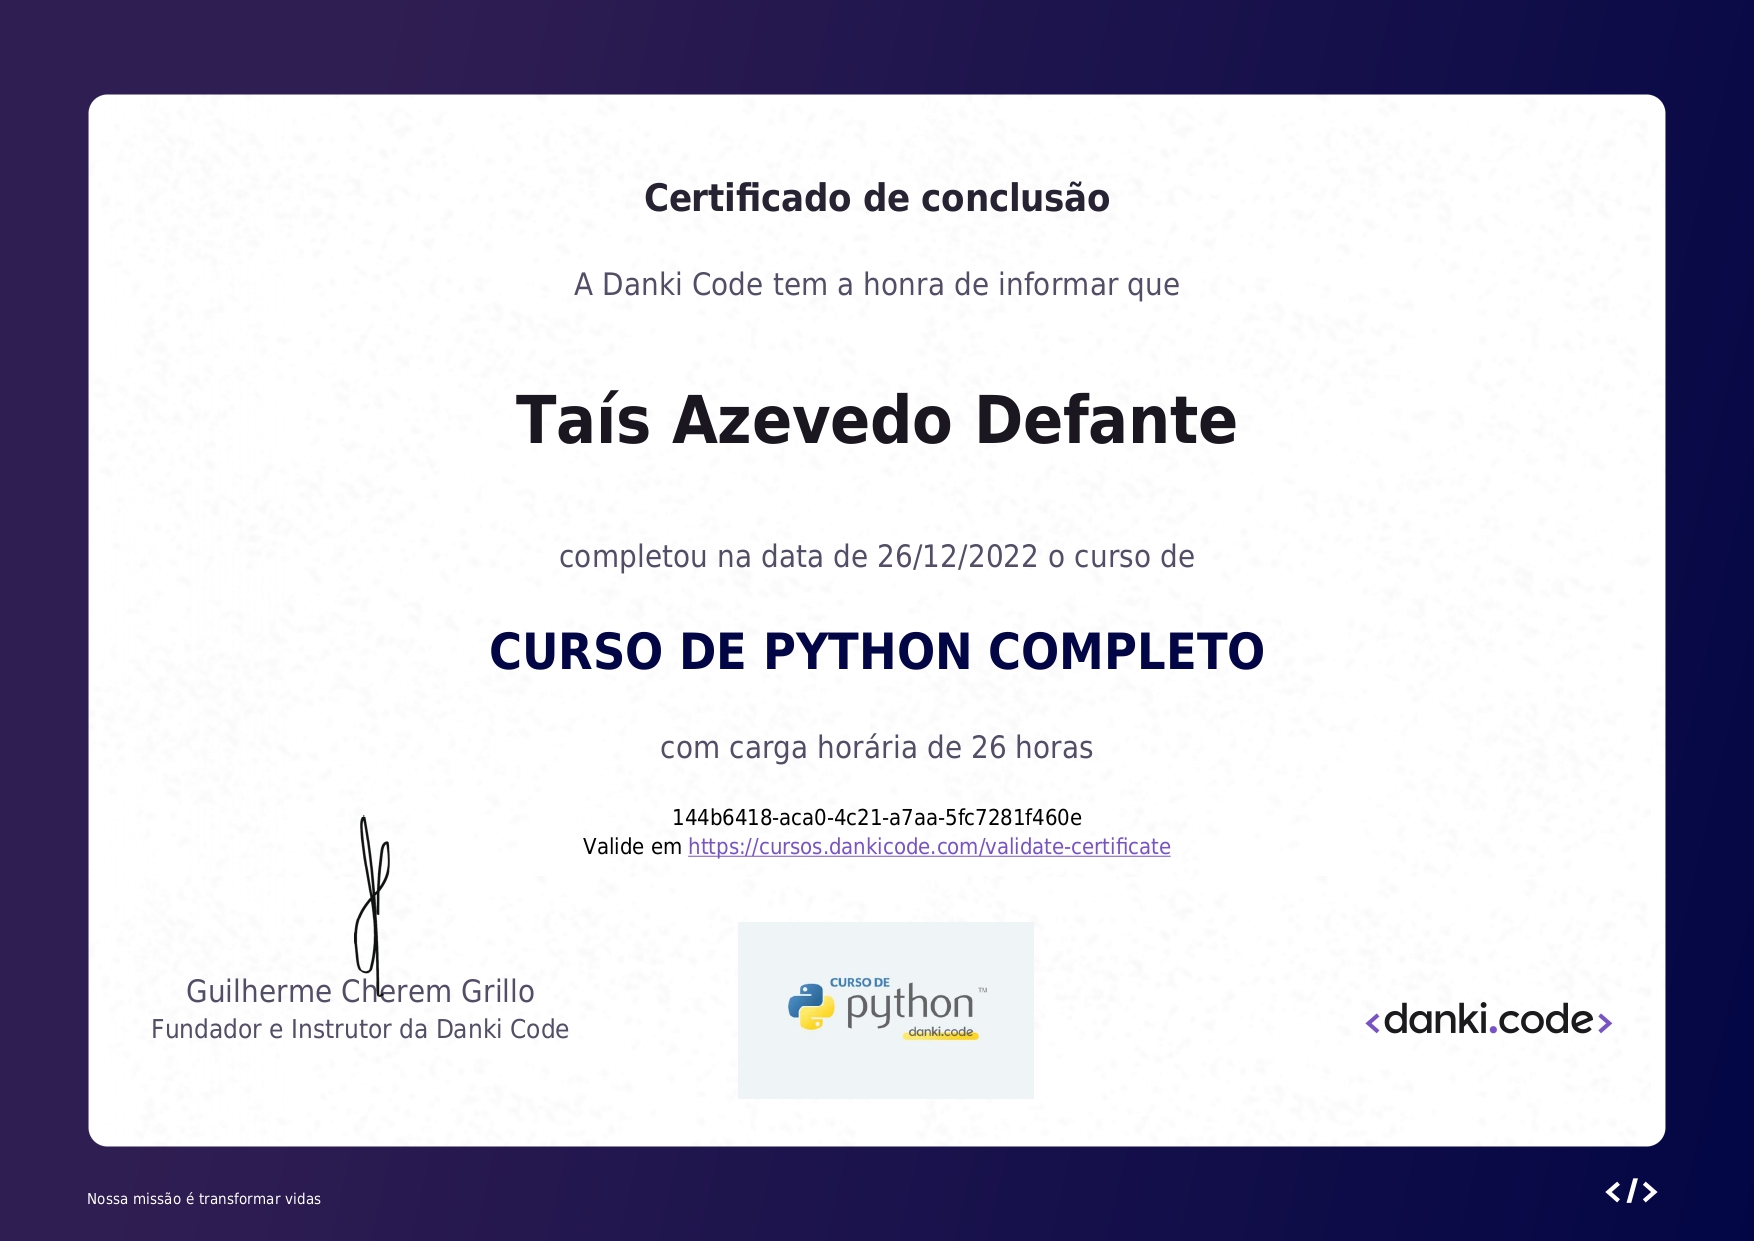 Certificado de conclusão
A Danki Code tem a honra de informar que
Taís Azevedo Defante
completou na data de 26/12/2022 o curso de
CURSO DE PYTHON COMPLETO
com carga horária de 26 horas
144b6418-aca0-4c21-a7aa-5fc7281f460e
Valide em https://cursos.dankicode.com/validate-certificate
Guilherme Cherem Grillo
Fundador e Instrutor da Danki Code
CURSO DE
python™
danki.code
<danki.code>
Nossa missão é transformar vidas
</>